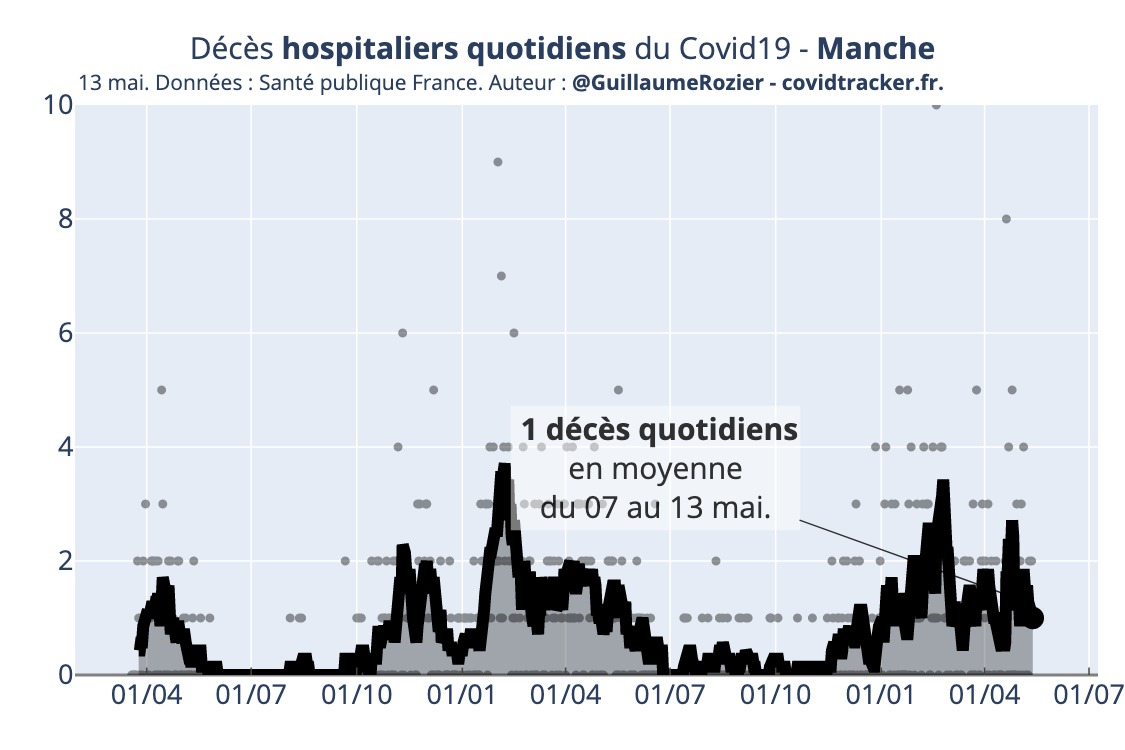 Décès hospitaliers quotidiens du Covid19 - Manche
13 mai. Données : Santé publique France. Auteur : @GuillaumeRozier - covidtracker.fr.
10
8
6
4
2
0
1 décès quotidiens
en moyenne
du 07 au 13 mai.
01/04 01/07 01/10 01/01 01/04 01/07 01/10 01/01 01/04 01/07